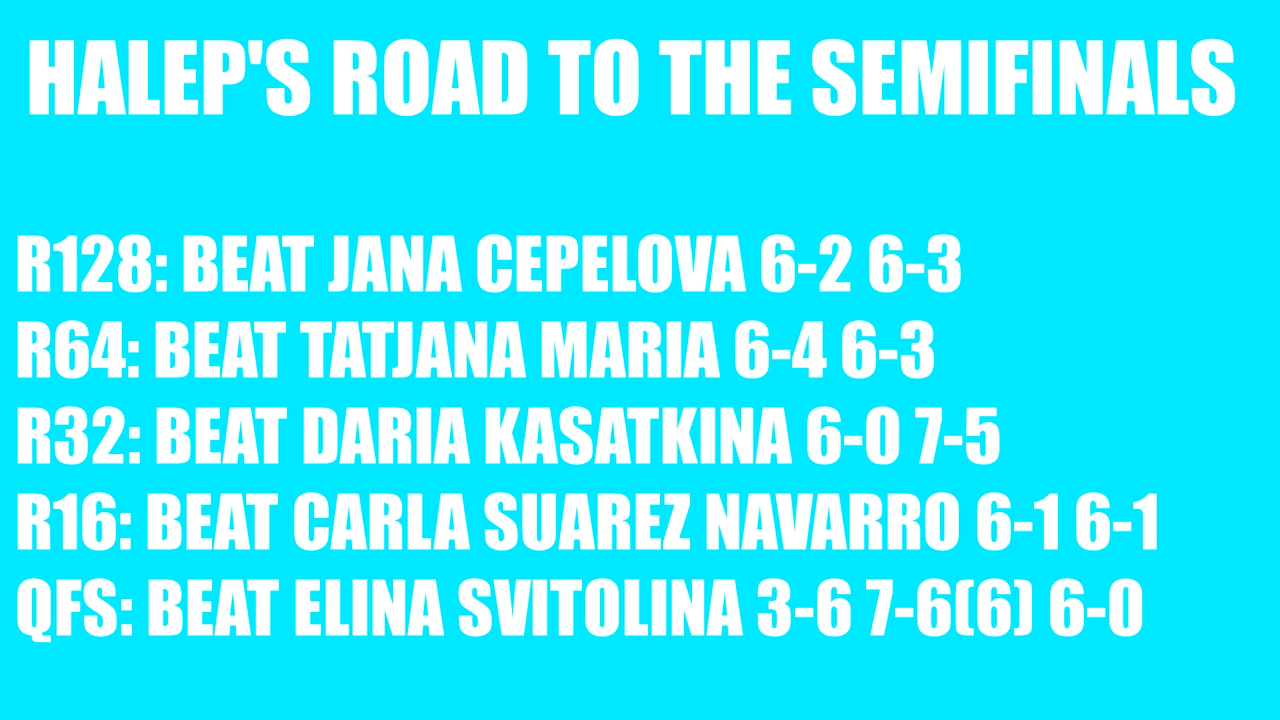 HALEP'S ROAD TO THE SEMIFINALS
R128: BEAT JANA CEPELOVA 6-2 6-3
R64: BEAT TATJANA MARIA 6-4 6-3
R32: BEAT DARIA KASATKINA 6-0 7-5
R16: BEAT CARLA SUAREZ NAVARRO 6-1 6-1
QFS: BEAT ELINA SVITOLINA 3-6 7-6(6) 6-0